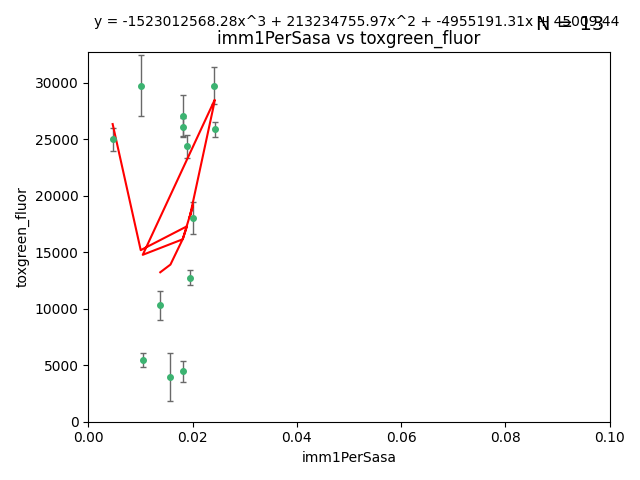 y = -1523012568.28x^3 + 213234755.97x^2 + -4955191.31x + 45009.44
N = 13
imm1PerSasa vs toxgreen_fluor
30000
25000
20000
15000
10000
5000
0
toxgreen_fluor
0.00 0.02 0.04 0.06 0.08 0.10
imm1PerSasa